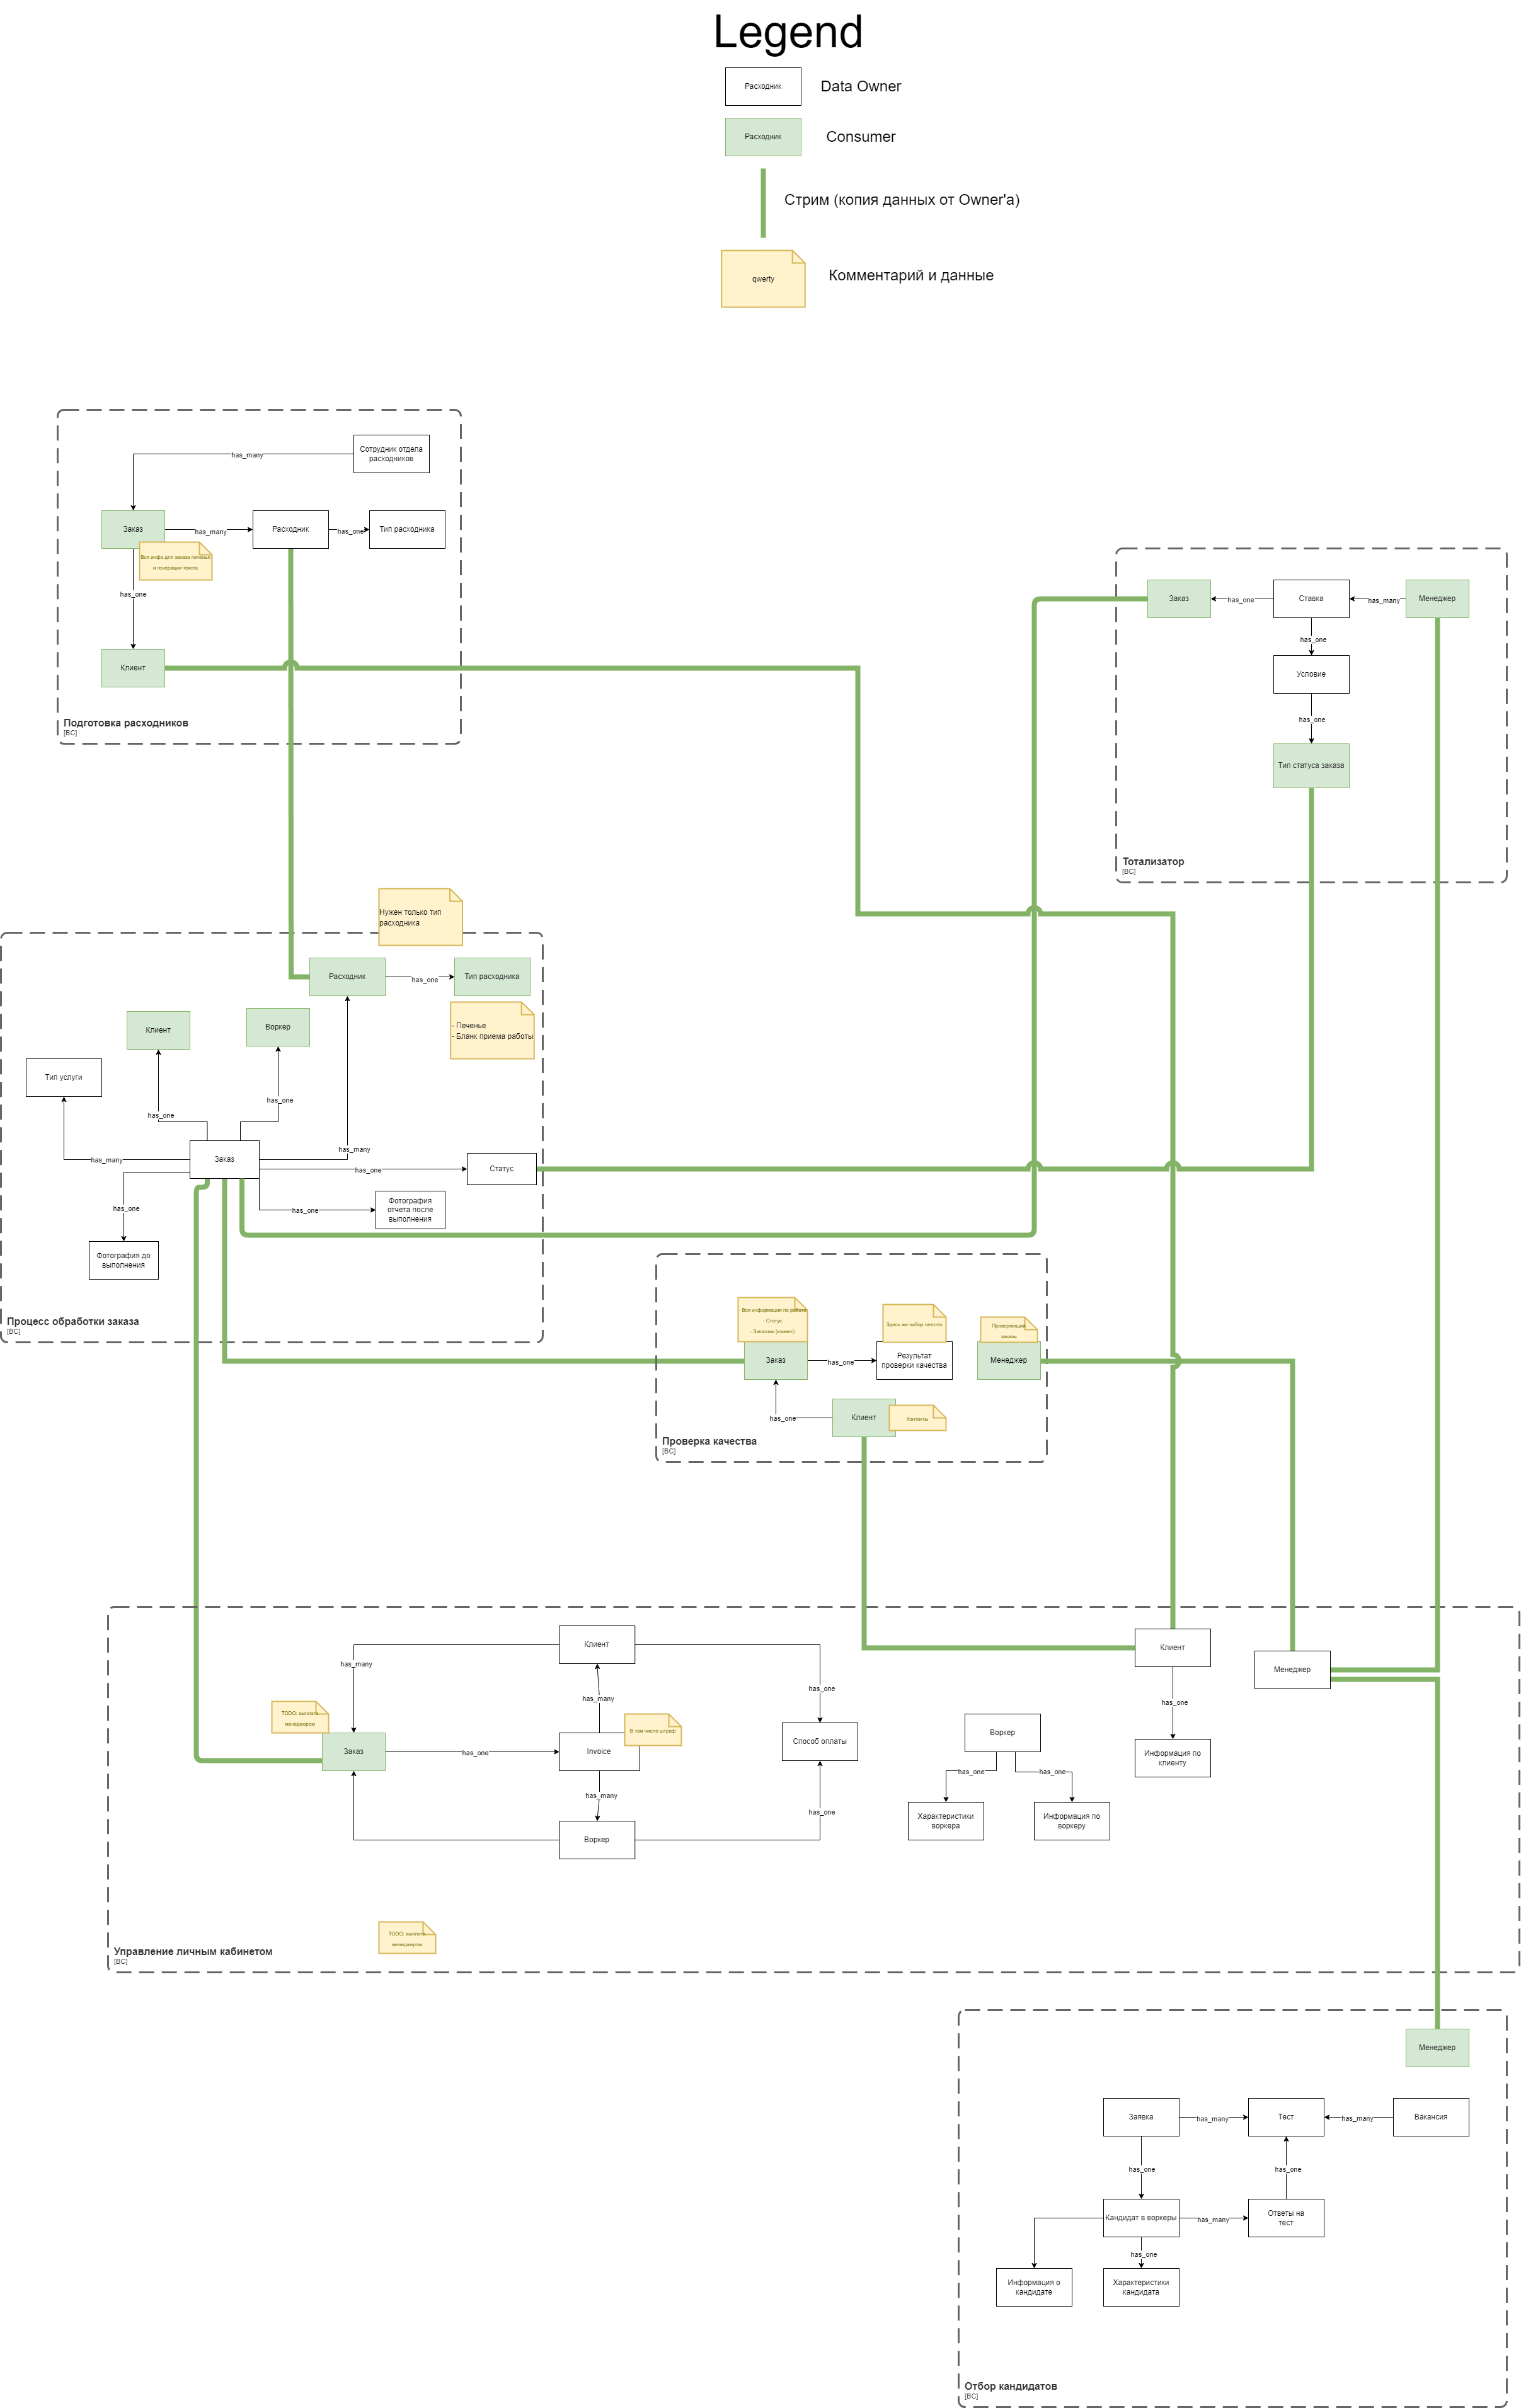 Legend
Расходник
Data Owner
Расходник
Consumer
Стрим (копия данных от Owner'а)
qwerty
Комментарий и данные
Сотрудник отдела
расходников
has_many
Заказ
has_many
Расходник
has_one
Тип расходника
Вся инфа для заказа печенья
и генерации текста
has_one
Клиент
Подготовка расходников
[BC]
Заказ
has_one
Ставка
has_many
Менеджер
has_one
Условие
has_one
Тип статуса заказа
Тотализатор
[BC]
Нужен только тип
расходника
Расходник
has_one
Тип расходника
- Печенье
- Бланк приема работы
Клиент
Воркер
Тип услуги
has_one
has_one
has_many
has_many
Заказ
has_one
Статус
has_one
has_one
Фотография
отчета после
выполнения
Фотография до
выполнения
Процесс обработки заказа
[BC]
- Вся информация по работе
- Статус
- Заказчик (клиент)
Здесь же набор
Проверяющий
заказы
Заказ
has_one
Результат
проверки качества
Менеджер
has_one
Клиент
Контакты
Проверка качества
[BC]
Клиент
has_many
has_one
has_many
TODO: выплаты
менеджером
В том числе штраф
Заказ
has_one
Invoice
Способ оплаты
has_many
has_one
Воркер
Клиент
Менеджер
has_one
Воркер
Информация по
клиенту
has_one
has_one
Характеристики
воркера
Информация по
воркеру
TODO: выплаты
менеджером
Управление личным кабинетом
[BC]
Менеджер
Заявка
has_many
Тест
has_many
Вакансия
has_one
has_one
Кандидат в воркеры
has_many
Ответы на
тест
has_one
Информация о
кандидате
Характеристики
кандидата
Отбор кандидатов
[BC]